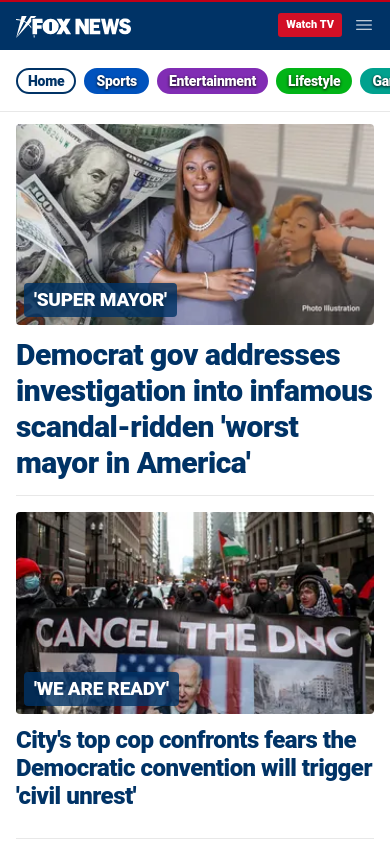 FOX NEWS
Watch TV
Home
Sports
Entertainment
Lifestyle
Ga
'SUPER MAYOR'
Photo Illustration
Democrat gov addresses
investigation into infamous
scandal-ridden 'worst
mayor in America'
CANCEL THE DNC
'WE ARE READY'
City's top cop confronts fears the
Democratic convention will trigger
'civil unrest'